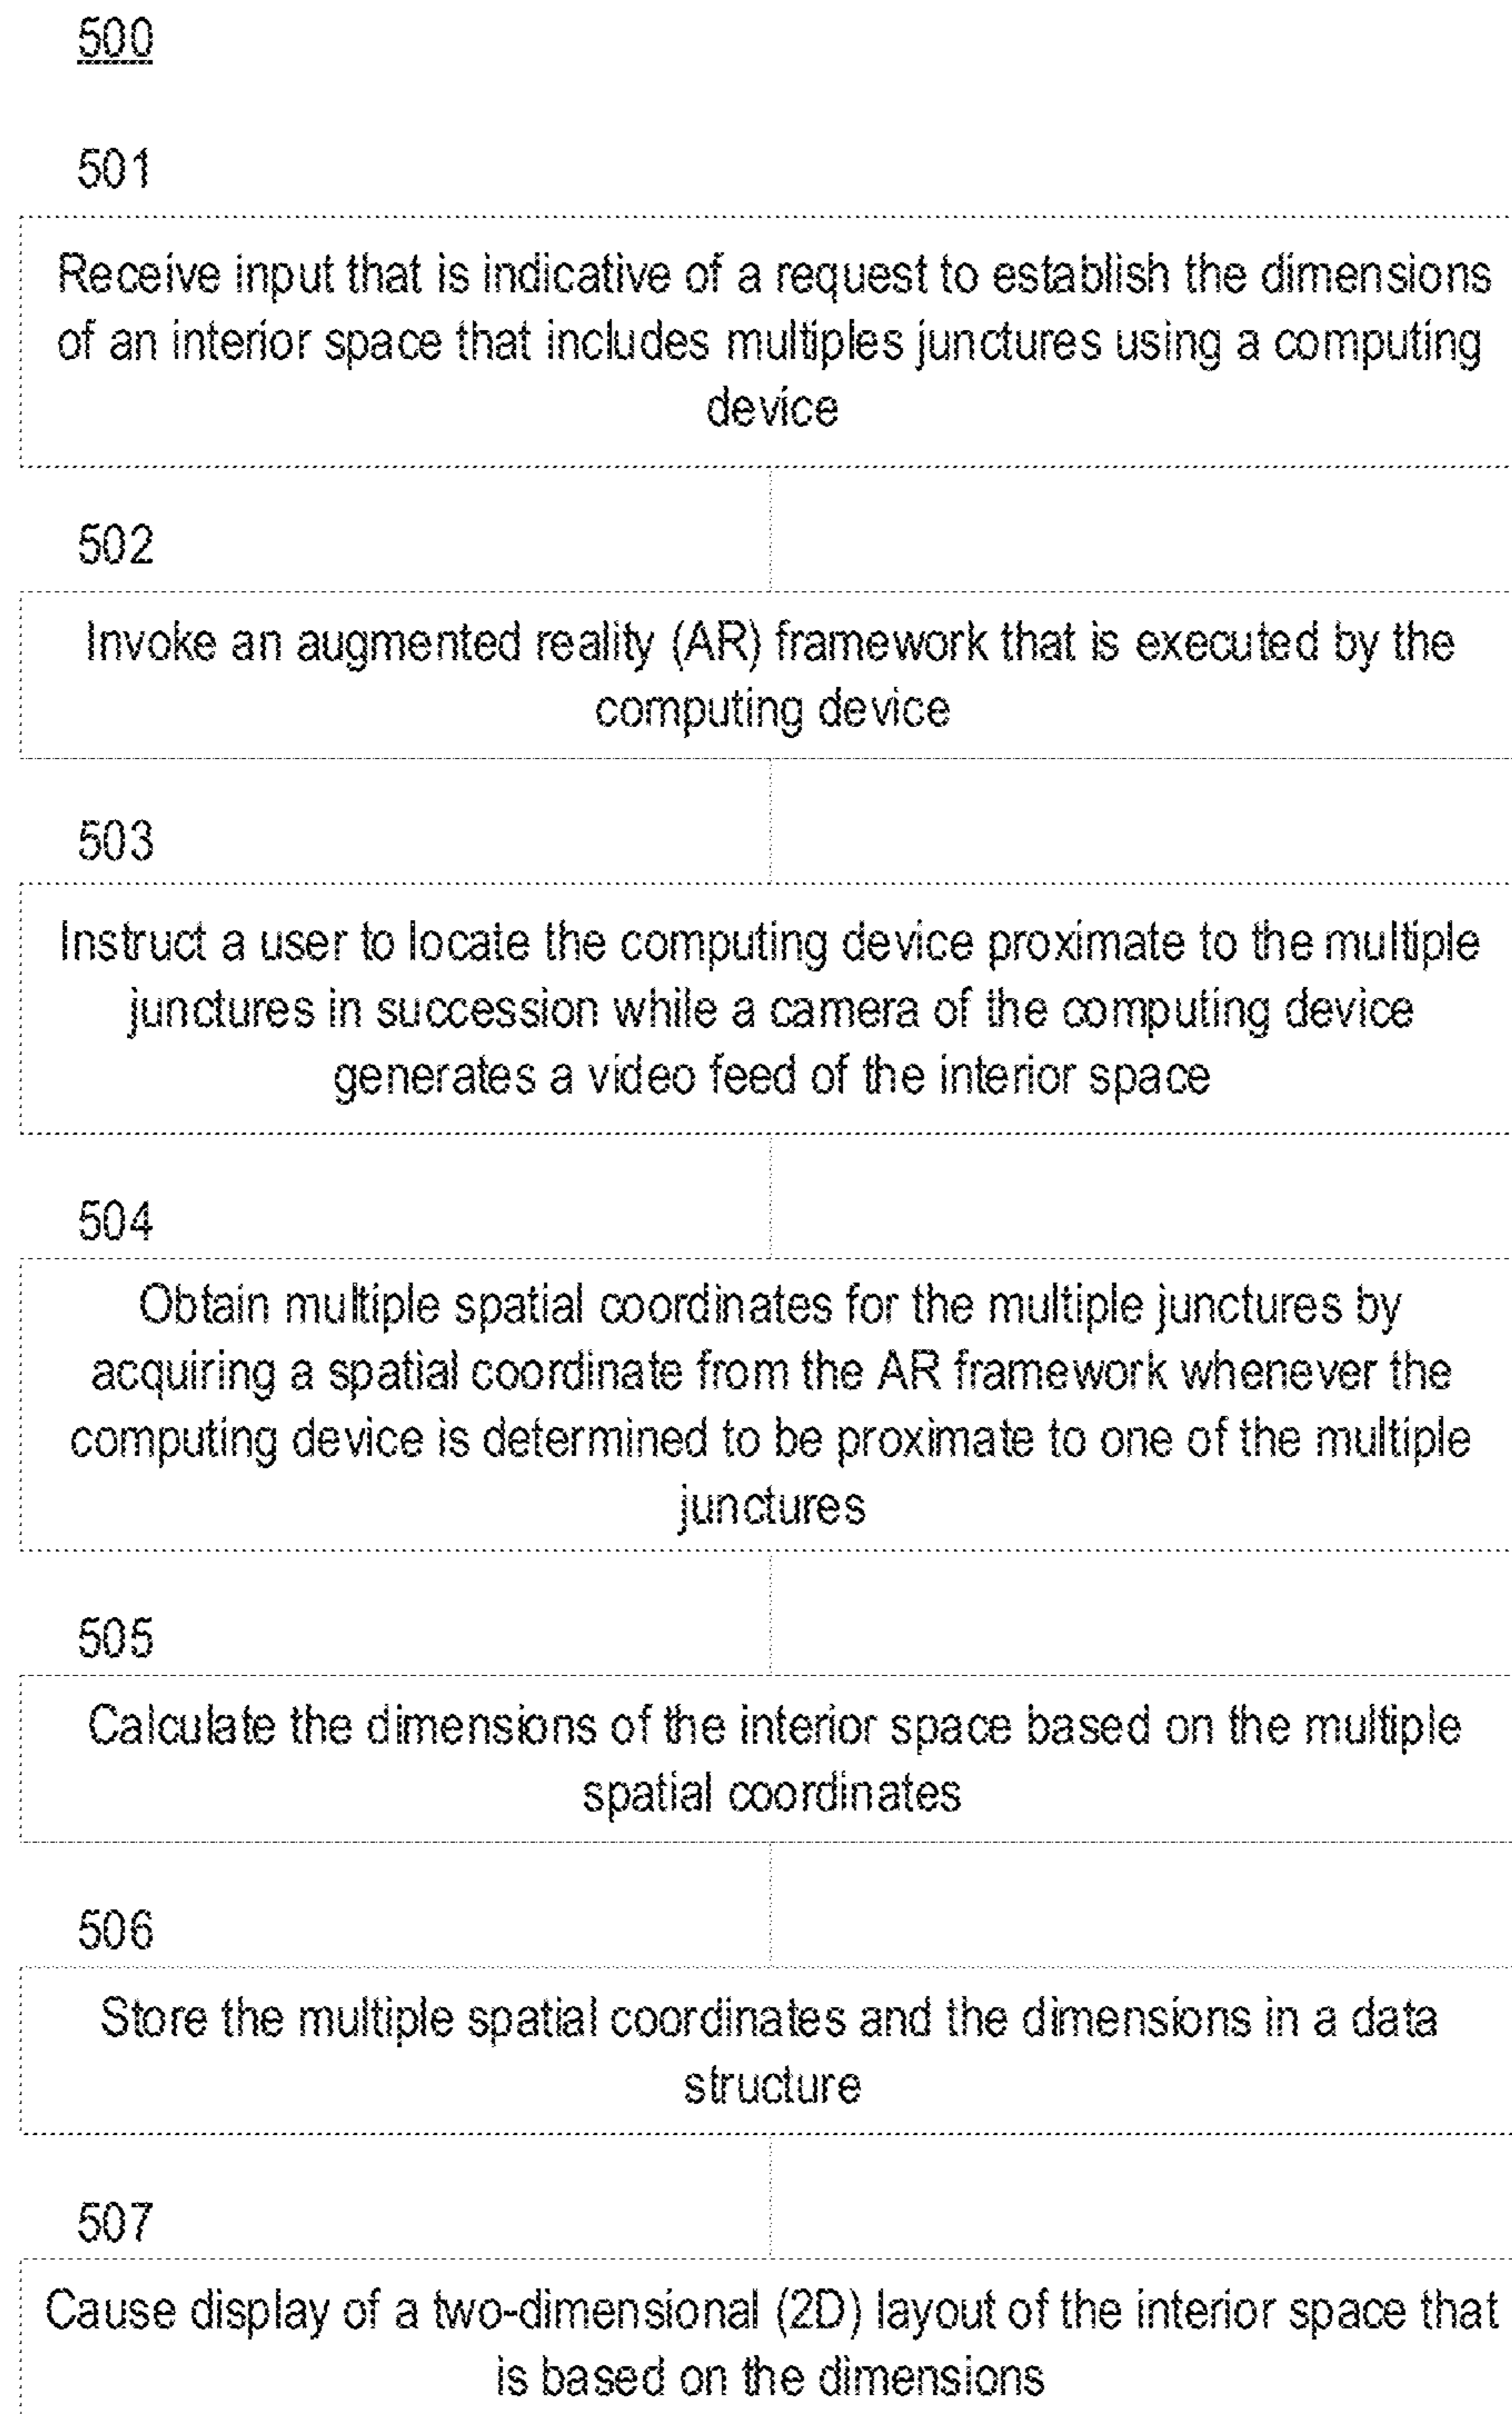 500
501
Receive input that is indicative of a request to establish the dimensions
of an interior space that includes multiples junctures using a computing
device
502
Invoke an augmented reality (AR) framework that is executed by the
computing device
503
Instruct a user to locate the computing device proximate to the multiple
junctures in succession while a camera of the computing device
generates a video feed of the interior space
504
Obtain multiple spatial coordinates for the multiple junctures by
acquiring a spatial coordinate from the AR framework whenever the
computing device is determined to be proximate to one of the multiple
junctures
505
Calculate the dimensions of the interior space based on the multiple
spatial coordinates
506
Store the multiple spatial coordinates and the dimensions in a data
structure
507
Cause display of a two-dimensional (2D) layout of the interior space that
is based on the dimensions